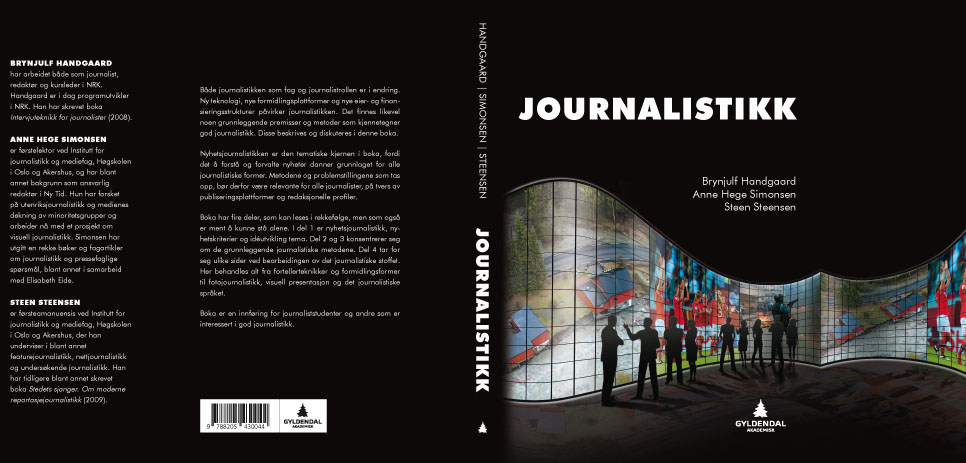 BRYNJULF HANDGAARD
har arbeidet både som journalist,
redaktør og kursleder i NRK.
Handgaard er i dag programutvikler
i NRK. Han har skrevet boka
Intervjuteknikk for journalister (2008).
ANNE HEGE SIMONSEN
er førstelektor ved Institutt for
journalistikk og mediefag, Høgskolen
i Oslo og Akershus, og har blant
annet bakgrunn som ansvarlig
redaktør i Ny Tid. Hun har forsket
på utenriksjournalistikk og medienes
dekning av minoritetsgrupper og
arbeider nå med et prosjekt om
visuell journalistikk. Simonsen har
utgitt en rekke bøker og fagartikler
om journalistikk og pressefaglige
spørsmål, blant annet i samarbeid
med Elisabeth Eide.
STEEN STEENSEN
er førsteamanuensis ved Institutt for
journalistikk og mediefag, Høgskolen
i Oslo og Akershus, der han
underviser i blant annet
featurejournalistikk, nettjournalistikk
og undersøkende journalistikk. Han
har tidligere blant annet skrevet
boka Stedets sjanger. Om moderne
reportasjejournalistikk (2009).
Både journalistikken som fag og journalistrollen er i endring.
Ny teknologi, nye formidlingsplattformer og nye eier- og finan-
sieringsstrukturer påvirker journalistikken. Det finnes likevel
noen grunnleggende premisser og metoder som kjennetegner
god journalistikk. Disse beskrives og diskuteres i denne boka.
Nyhetsjournalistikken er den tematiske kjernen i boka, fordi
det å forstå og forvalte nyheter danner grunnlaget for alle
journalistiske former. Metodene og problemstillingene som tas
opp, bør derfor være relevante for alle journalister, på tvers av
publiseringsplattformer og redaksjonelle profiler.
Boka har fire deler, som kan leses i rekkefølge, men som også
er ment å kunne stå alene. I del 1 er nyhetsjournalistikk, ny-
hetskriterier og idéutvikling tema. Del 2 og 3 konsentrerer seg
om de grunnleggende journalistiske metodene. Del 4 tar for
seg ulike sider ved bearbeidingen av det journalistiske stoffet.
Her behandles alt fra fortellerteknikker og formidlingsformer
til fotojournalistikk, visuell presentasjon og det journalistiske
språket.
Boka er en innføring for journaliststudenter og andre som er
interessert i god journalistikk.
9 788205 430044
GYLDENDAL
AKADEMISK
HANDGAARD | SIMONSEN | STEENSEN
JOURNALISTIKK
JOURNALISTIKK
Brynjulf Handgaard
Anne Hege Simonsen
Steen Steensen
GYLDENDAL
AKADEMISK